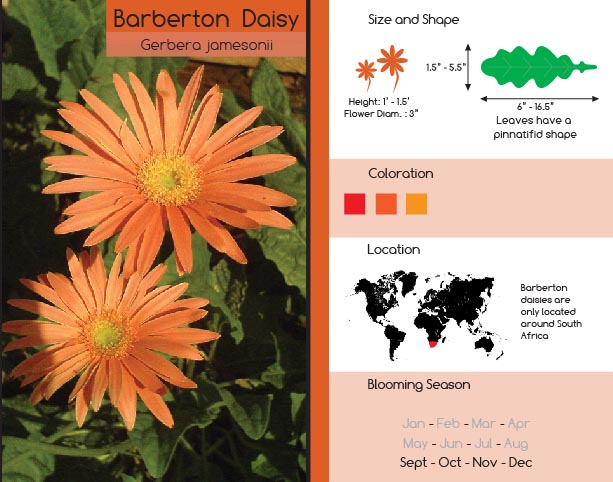 Barberton Daisy
Gerbera jamesonii
Size and Shape
1.5” - 5.5”
Height: 1' - 1.5'
Flower Diam. : 3”
6” - 16.5”
Leaves have a
pinnatifid shape
Coloration
Location
Barberton
daisies are
only located
around South
Africa
Blooming Season
Jan - Feb - Mar - Apr
May - Jun - Jul - Aug
Sept - Oct - Nov - Dec